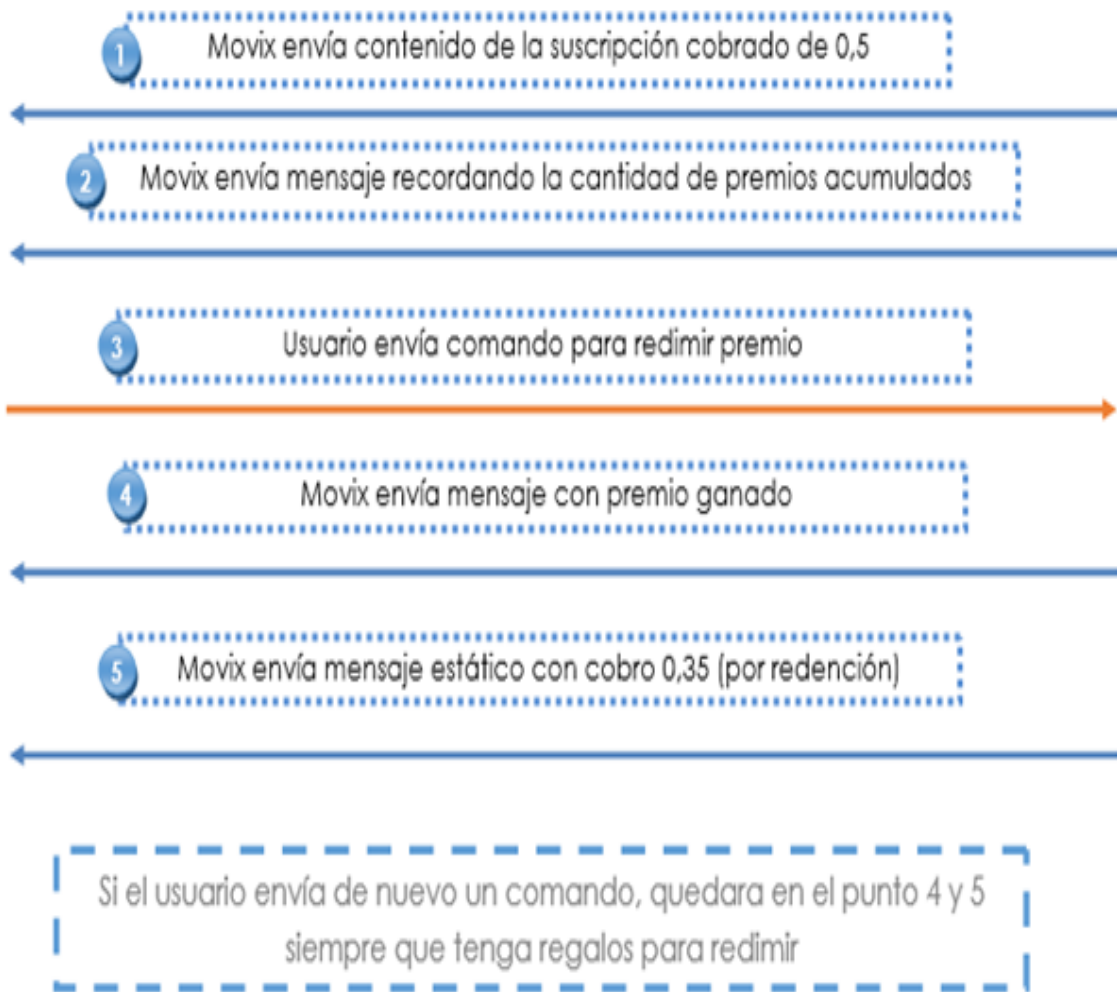 1 Movix envía contenido de la suscripción cobrado de 0,5
2 Movix envía mensaje recordando la cantidad de premios acumulados
3 Usuario envía comando para redimir premio
4 Movix envía mensaje con premio ganado
5 Movix envía mensaje estático con cobro 0,35 (por redención)
Si el usuario envía de nuevo un comando, quedara en el punto 4 y 5
siempre que tenga regalos para redimir